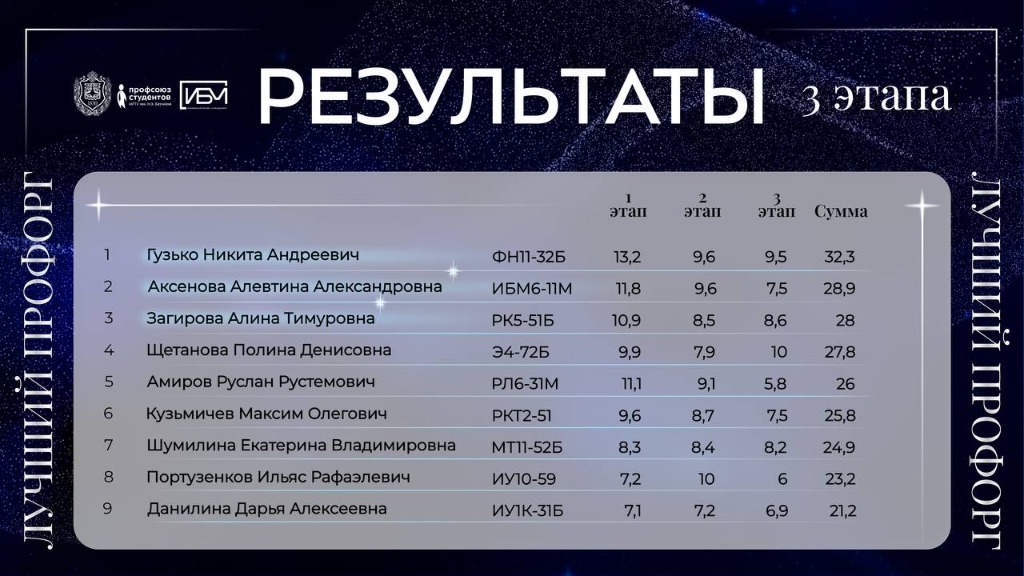 профсоюз
студентов
МГТУ им. Н.Э. Баумана
ИБМ
РЕЗУЛЬТАТЫ 3 этапа
ЛУЧШИЙ ПРОФОРГ
1 этап 2 этап 3 этап Сумма
1 Гузько Никита Андреевич ФН11-32Б 13,2 9,6 9,5 32,3
2 Аксенова Алевтина Александровна ИБМ6-11М 11,8 9,6 7,5 28,9
3 Загирова Алина Тимуровна РК5-51Б 10,9 8,5 8,6 28
4 Щетанова Полина Денисовна Э4-72Б 9,9 7,9 10 27,8
5 Амиров Руслан Рустемович РЛ6-31М 11,1 9,1 5,8 26
6 Кузьмичев Максим Олегович РКТ2-51 9,6 8,7 7,5 25,8
7 Шумилина Екатерина Владимировна МТ11-52Б 8,3 8,4 8,2 24,9
8 Портузенков Ильяс Рафаэлевич ИУ10-59 7,2 10 6 23,2
9 Данилина Дарья Алексеевна ИУ1К-31Б 7,1 7,2 6,9 21,2
ЛУЧШИЙ ПРОФОРГ